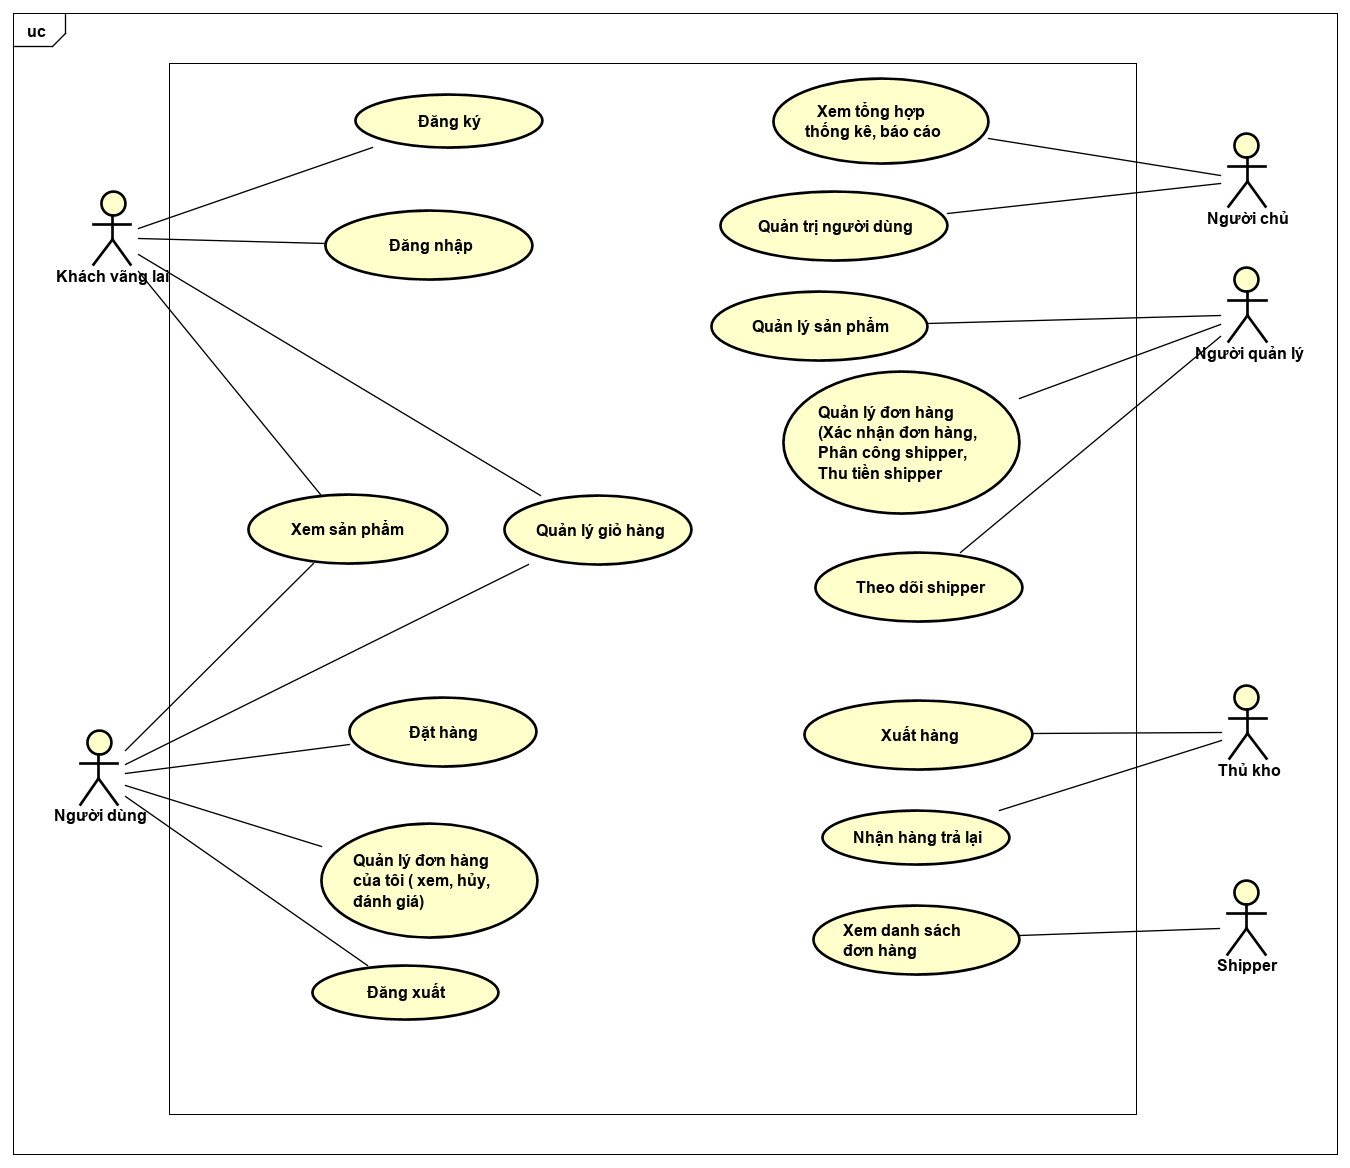 uc
Đăng ký
Xem tổng hợp
thống kê, báo cáo
Người chủ
Quản trị người dùng
Đăng nhập
Khách vãng lai
Quản lý sản phẩm
Người quản lý
Quản lý đơn hàng
(Xác nhận đơn hàng,
Phân công shipper,
Thu tiền shipper
Xem sản phẩm
Quản lý giỏ hàng
Theo dõi shipper
Đặt hàng
Xuất hàng
Thủ kho
Người dùng
Nhận hàng trả lại
Quản lý đơn hàng
của tôi ( xem, hủy,
đánh giá)
Xem danh sách
đơn hàng
Shipper
Đăng xuất